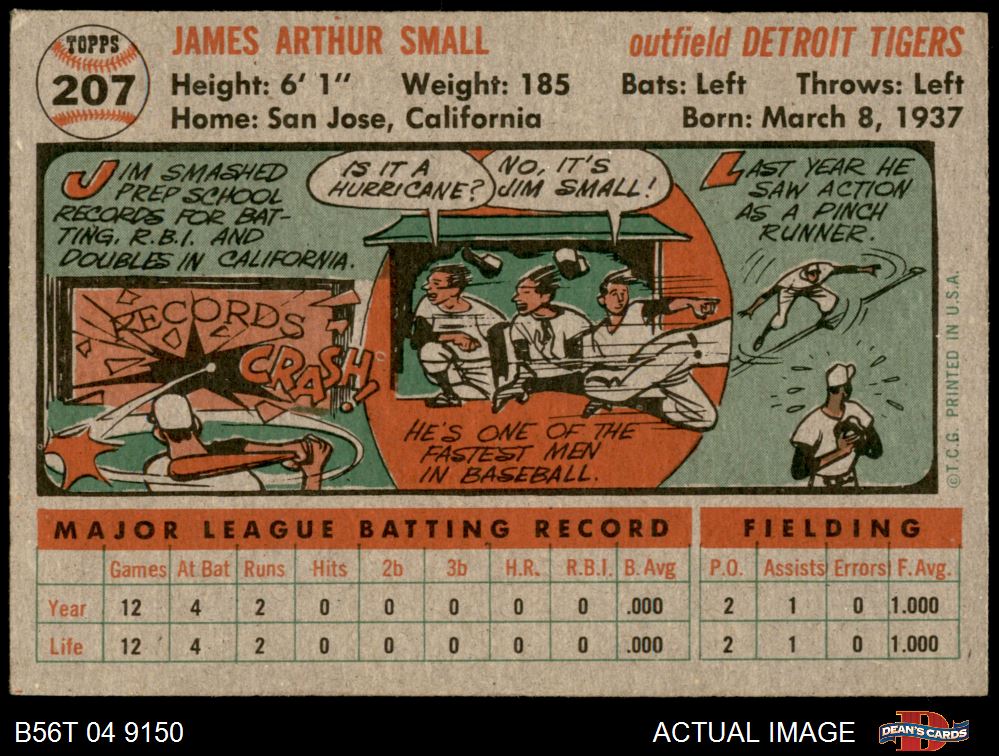 TOPPS
207
JAMES ARTHUR SMALL
outfield DETROIT TIGERS
Height: 6' 1" Weight: 185 Bats: Left Throws: Left
Home: San Jose, California Born: March 8, 1937
JIM SMASHED
PREP SCHOOL
RECORDS FOR BAT-
TING, R.B.I. AND
DOUBLES IN CALIFORNIA.
RECORDS
CRASH!
IS IT A
HURRICANE?
NO, IT'S
JIM SMALL!
HE'S ONE OF THE
FASTEST MEN
IN BASEBALL.
LAST YEAR HE
SAW ACTION
AS A PINCH
RUNNER.
©T.C.G. PRINTED IN U.S.A.
MAJOR LEAGUE BATTING RECORD FIELDING
Games At Bat Runs Hits 2b 3b H.R. R.B.I. B. Avg P.O. Assists Errors F. Avg.
Year 12 4 2 0 0 0 0 0 .000 2 1 0 1.000
Life 12 4 2 0 0 0 0 0 .000 2 1 0 1.000
B56T 04 9150 ACTUAL IMAGE
D
DEAN'S CARDS